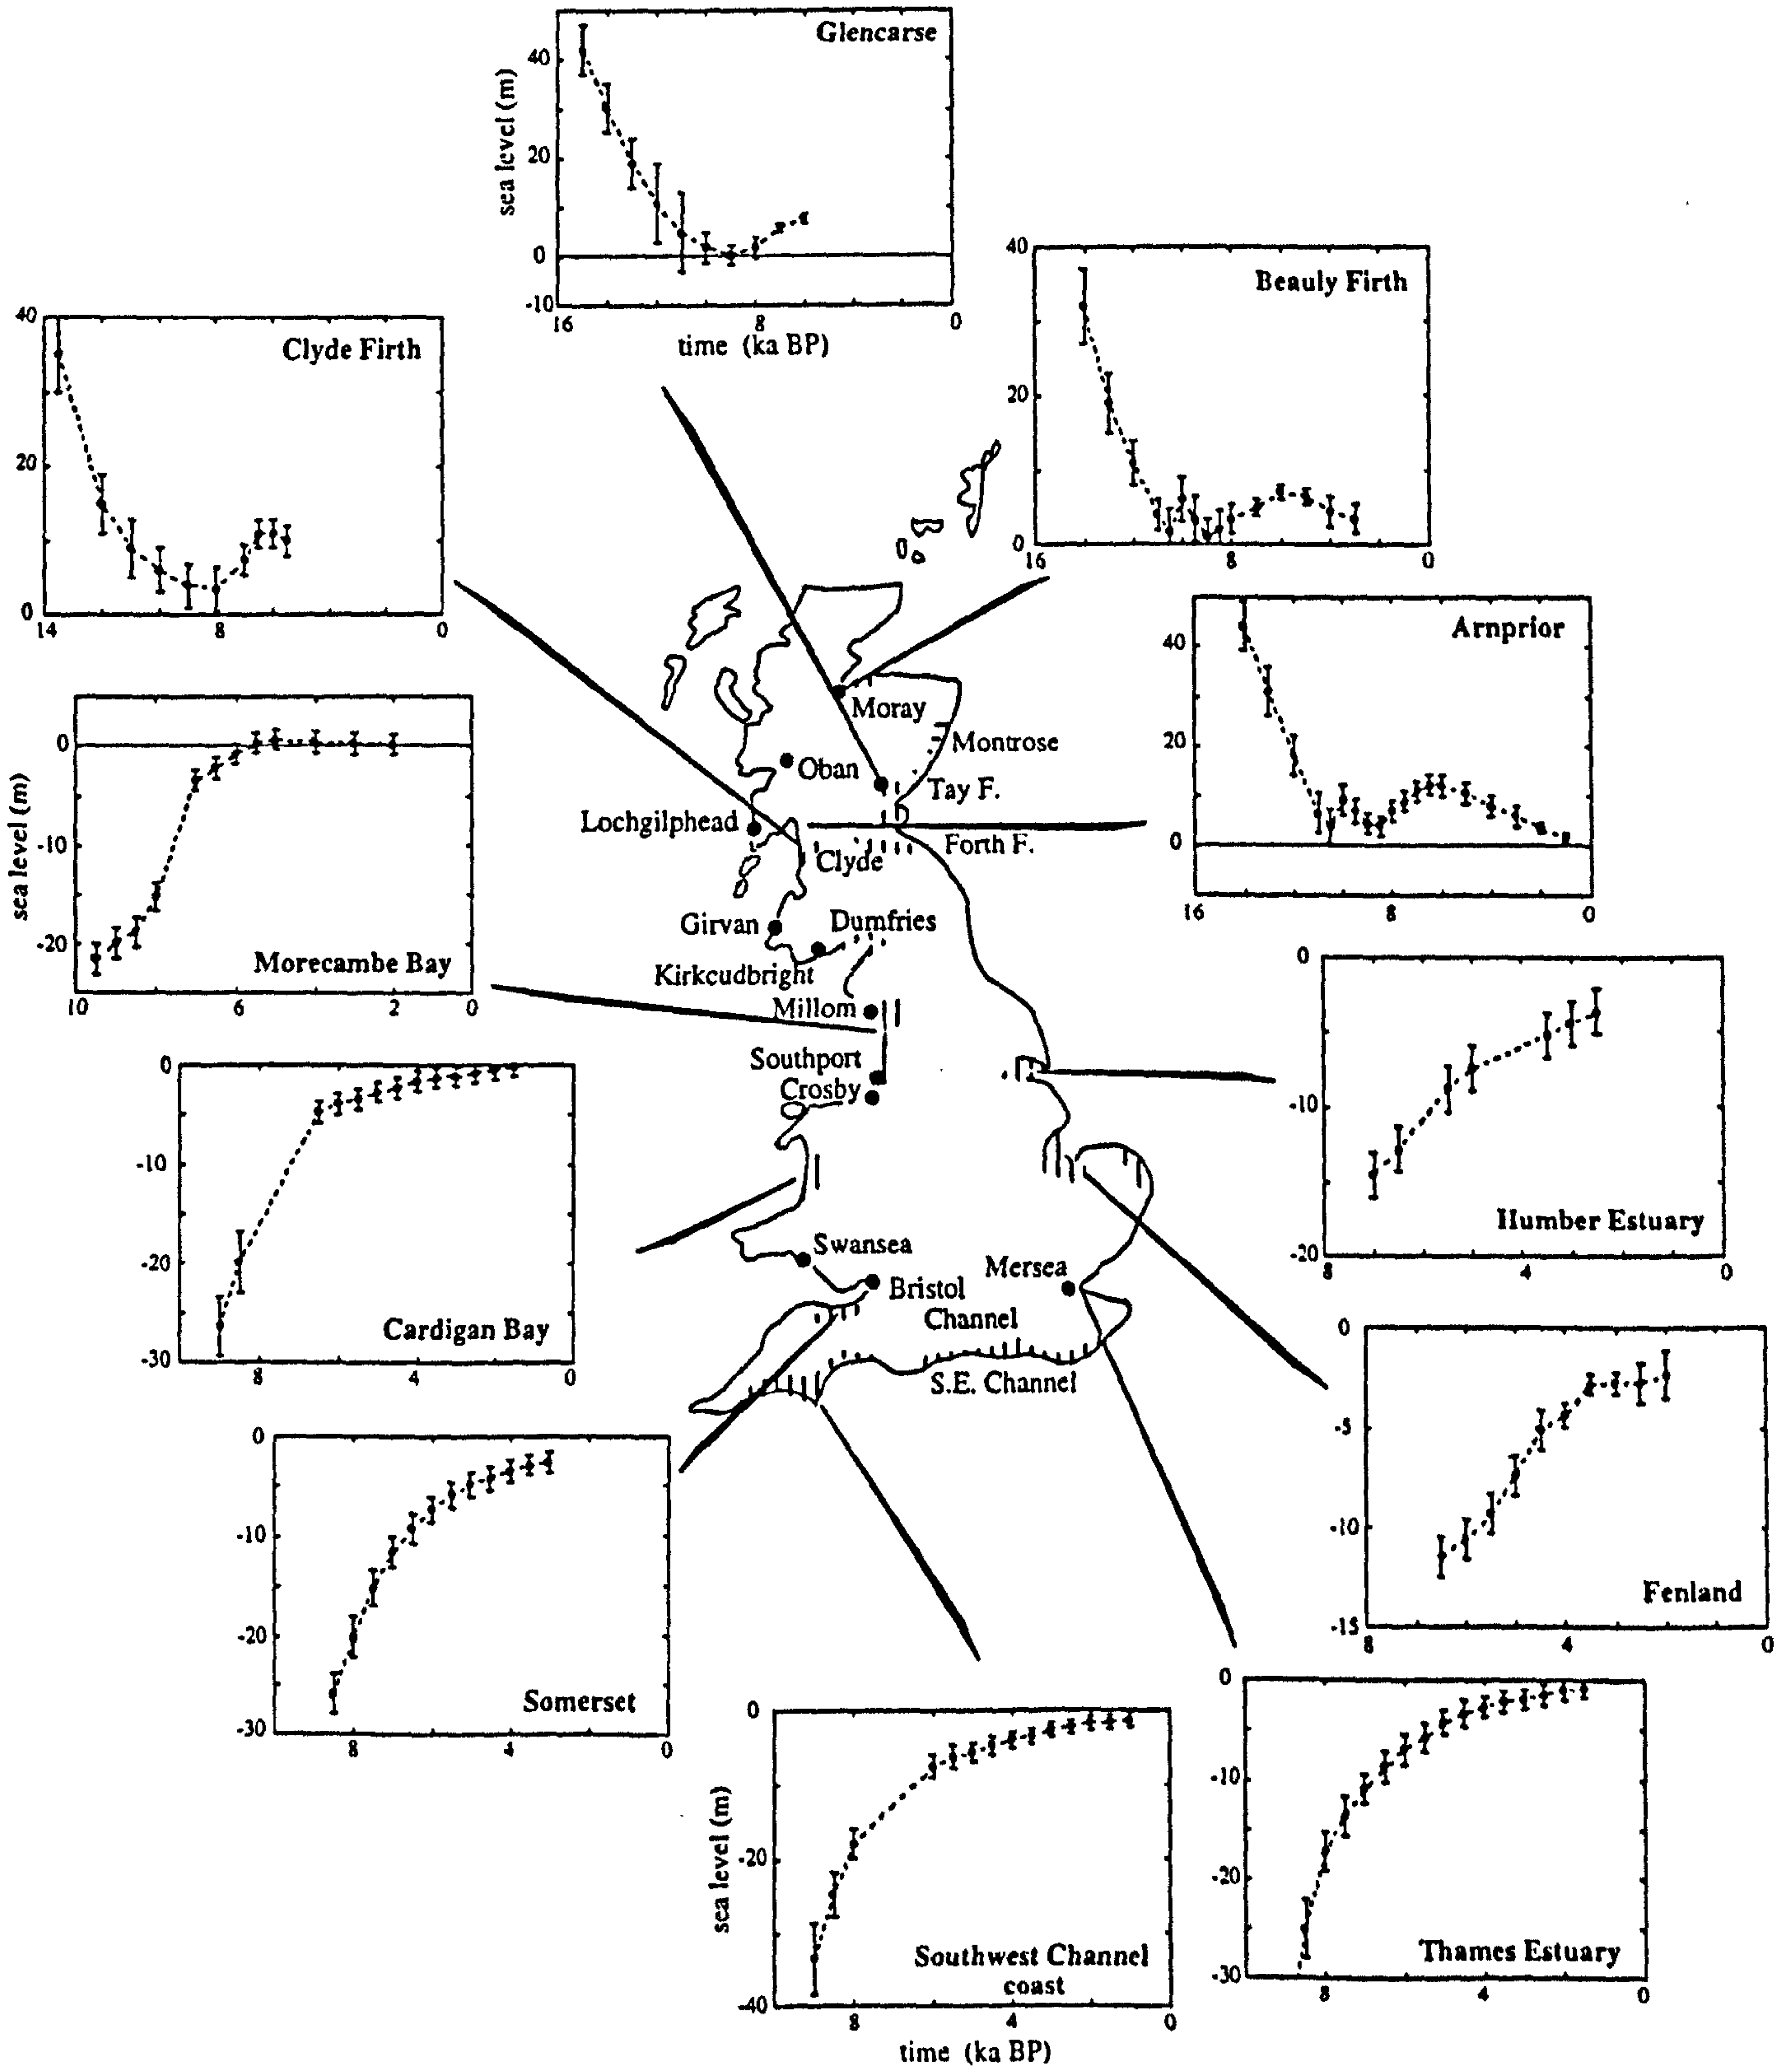 Glencarse
sea level (m)
40
20
0
-10
16
8
0
time (ka BP)
Beauly Firth
40
20
0
16
8
0
Clyde Firth
40
20
0
14
8
0
Arnprior
40
20
0
16
8
0
Moray
Montrose
Oban
Tay F.
Lochgilphead
Forth F.
Clyde
Girvan
Dumfries
Kirkcudbright
Millom
Southport
Crosby
Swansea
Mersea
Bristol
Channel
S.E. Channel
sea level (m)
0
-10
-20
Morecambe Bay
10
6
2
0
0
-10
-20
Humber Estuary
8
4
0
0
-10
-20
-30
Cardigan Bay
8
4
0
0
-5
-10
-15
Fenland
8
4
0
0
-10
-20
-30
Somerset
8
4
0
0
-20
-40
sea level (m)
Southwest Channel
coast
8
4
0
time (ka BP)
0
-10
-20
-30
Thames Estuary
8
4
0